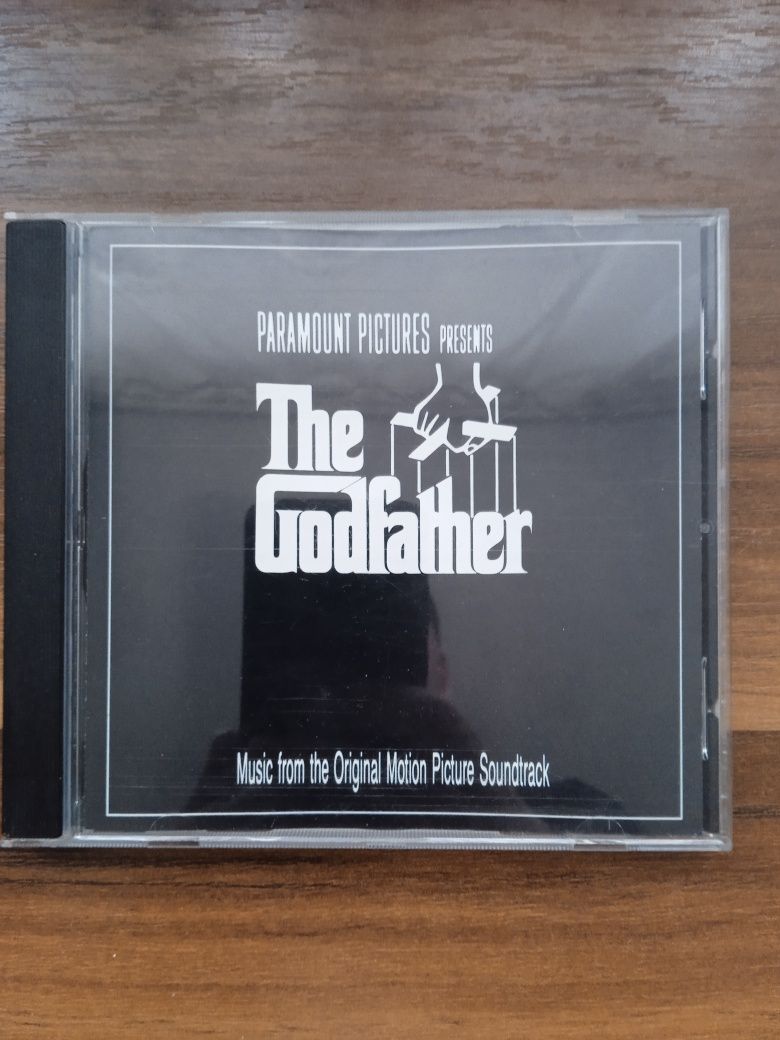 PARAMOUNT PICTURES PRESENTS
The
Godfather
Music from the Original Motion Picture Soundtrack